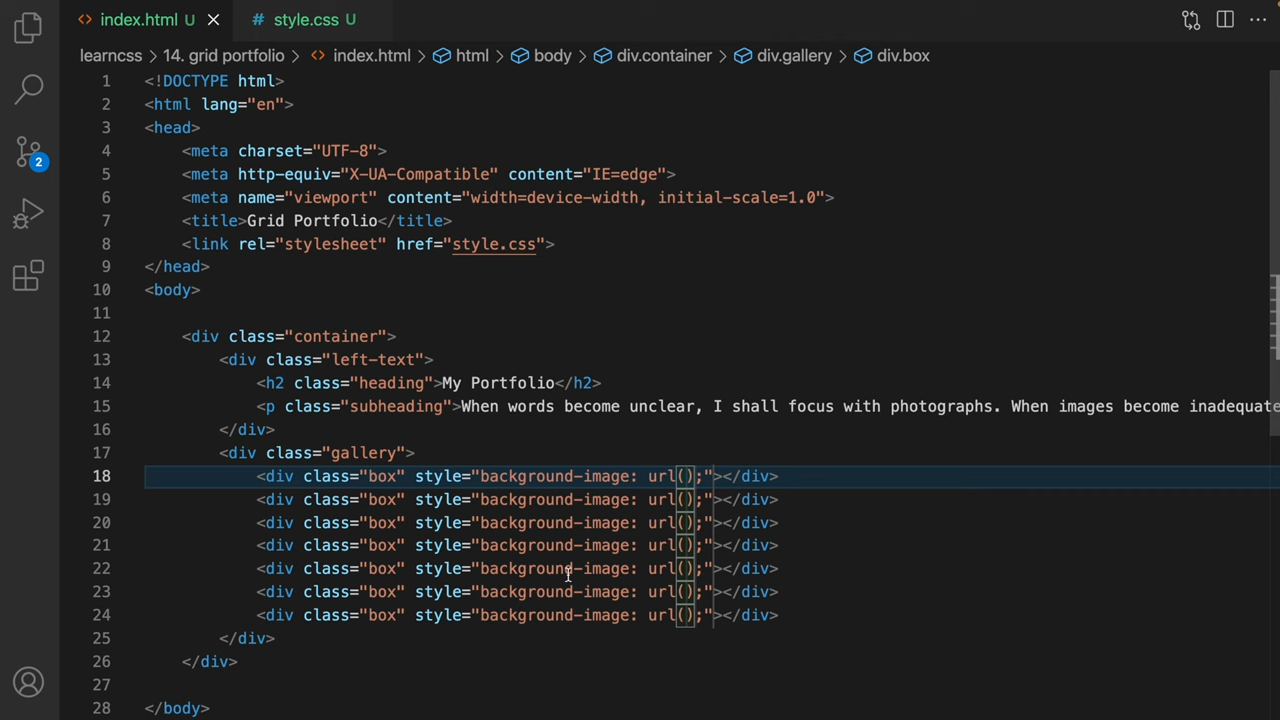 index.html U
# style.css U
learncss > 14. grid portfolio > index.html > html > body > div.container > div.gallery > div.box
1 <!DOCTYPE html>
2 <html lang="en">
3 <head>
4 <meta charset="UTF-8">
5 <meta http-equiv="X-UA-Compatible" content="IE=edge">
6 <meta name="viewport" content="width=device-width, initial-scale=1.0">
7 <title>Grid Portfolio</title>
8 <link rel="stylesheet" href="style.css">
9 </head>
10 <body>
11
12 <div class="container">
13 <div class="left-text">
14 <h2 class="heading">My Portfolio</h2>
15 <p class="subheading">When words become unclear, I shall focus with photographs. When images become inadequate
16 </div>
17 <div class="gallery">
18 <div class="box" style="background-image: url();"></div>
19 <div class="box" style="background-image: url();"></div>
20 <div class="box" style="background-image: url();"></div>
21 <div class="box" style="background-image: url();"></div>
22 <div class="box" style="background-image: url();"></div>
23 <div class="box" style="background-image: url();"></div>
24 <div class="box" style="background-image: url();"></div>
25 </div>
26 </div>
27
28 </body>
2